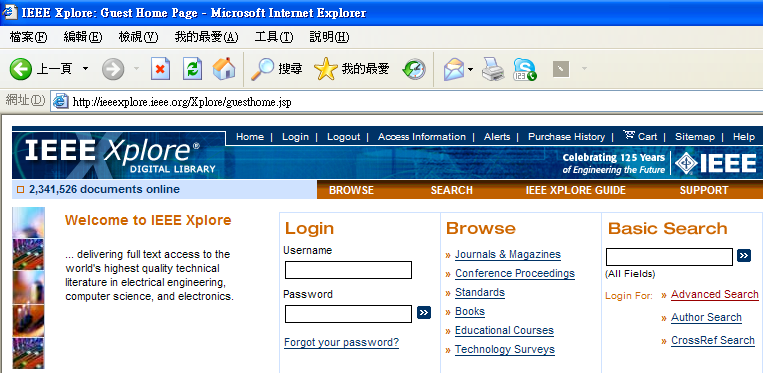 IEEE Xplore: Guest Home Page - Microsoft Internet Explorer
檔案(F) 編輯(E) 檢視(V) 我的最愛(A) 工具(T) 說明(H)
上一頁 搜尋 我的最愛
網址(D) http://ieeexplore.ieee.org/Xplore/guesthome.jsp
Home | Login | Logout | Access Information | Alerts | Purchase History | Cart | Sitemap | Help
IEEE Xplore®
DIGITAL LIBRARY
Celebrating 125 Years
of Engineering the Future
IEEE
2,341,526 documents online
BROWSE SEARCH IEEE XPLORE GUIDE SUPPORT
Welcome to IEEE Xplore
... delivering full text access to the
world's highest quality technical
literature in electrical engineering,
computer science, and electronics.
Login
Username
Password
Forgot your password?
Browse
» Journals & Magazines
» Conference Proceedings
» Standards
» Books
» Educational Courses
» Technology Surveys
Basic Search
(All Fields)
Login For: » Advanced Search
» Author Search
» CrossRef Search